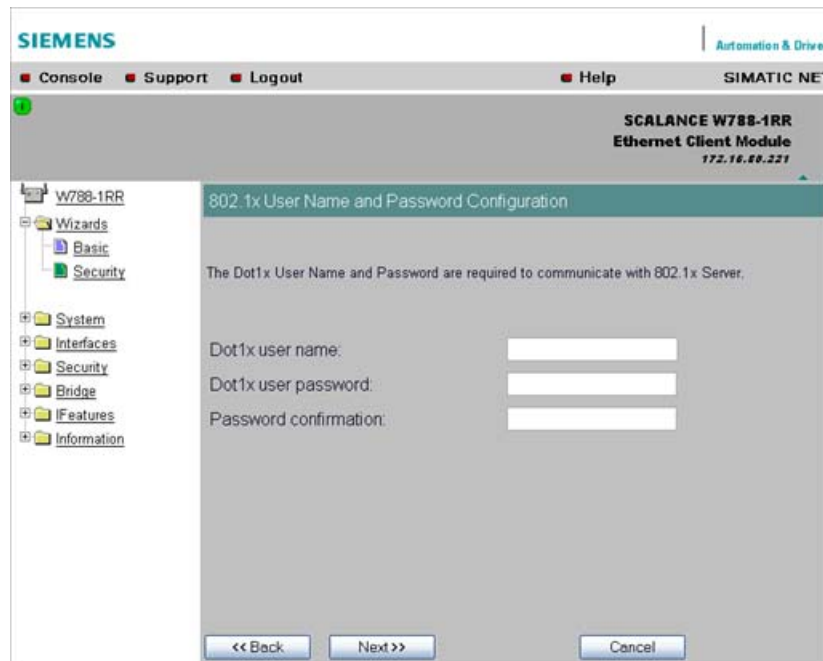 SIEMENS
Automation & Drive
Console Support Logout Help SIMATIC NE
SCALANCE W788-1RR
Ethernet Client Module
172.16.80.221
W788-1RR
Wizards
Basic
Security
System
Interfaces
Security
Bridge
IFeatures
Information
802.1x User Name and Password Configuration
The Dot1x User Name and Password are required to communicate with 802.1x Server.
Dot1x user name:
Dot1x user password:
Password confirmation:
<< Back Next >> Cancel